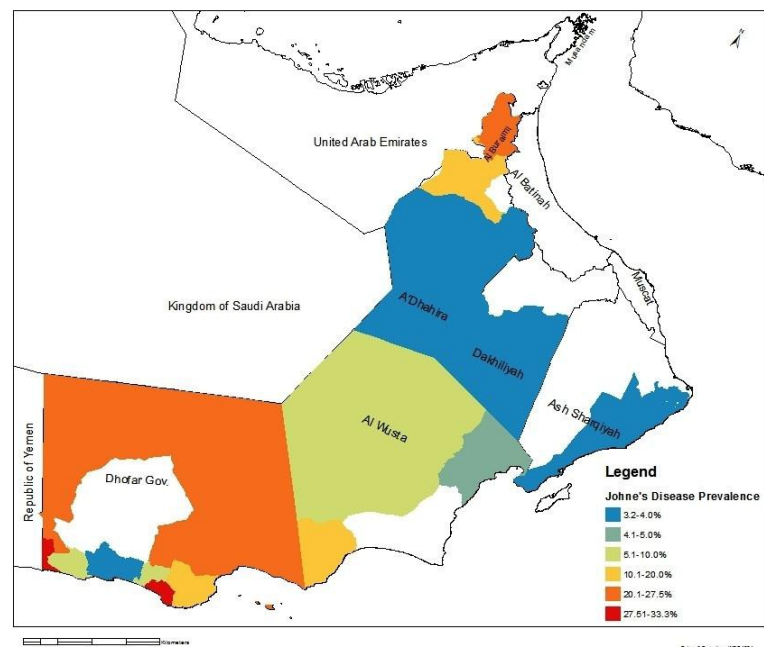 Musandam
United Arab Emirates
Al Buraimi
Al Batinah
Muscat
Kingdom of Saudi Arabia
A'Dhahira
Dakhiliyah
Ash Sharqiyah
Al Wusta
Republic of Yemen
Dhofar Gov.
Legend
Johne's Disease Prevalence
3.2-4.0%
4.1-5.0%
5.1-10.0%
10.1-20.0%
20.1-27.5%
27.51-33.3%
Kilometers